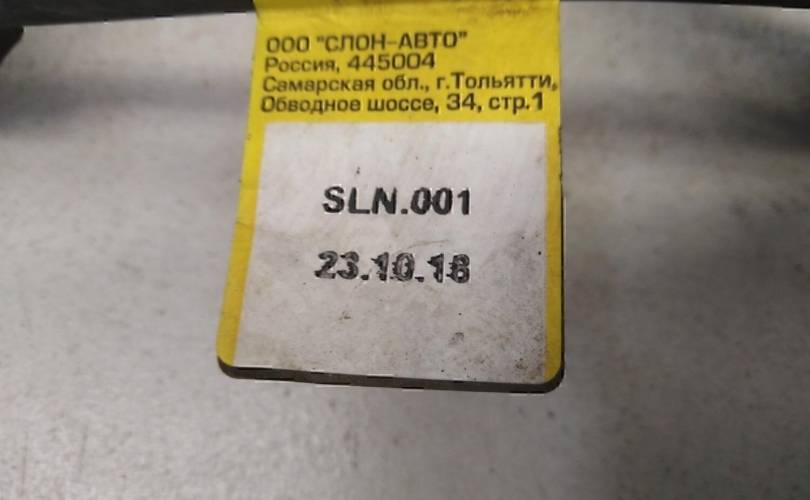 ООО "СЛОН-АВТО"
Россия, 445004
Самарская обл., г.Тольятти,
Обводное шоссе, 34, стр.1
SLN.001
23.10.18